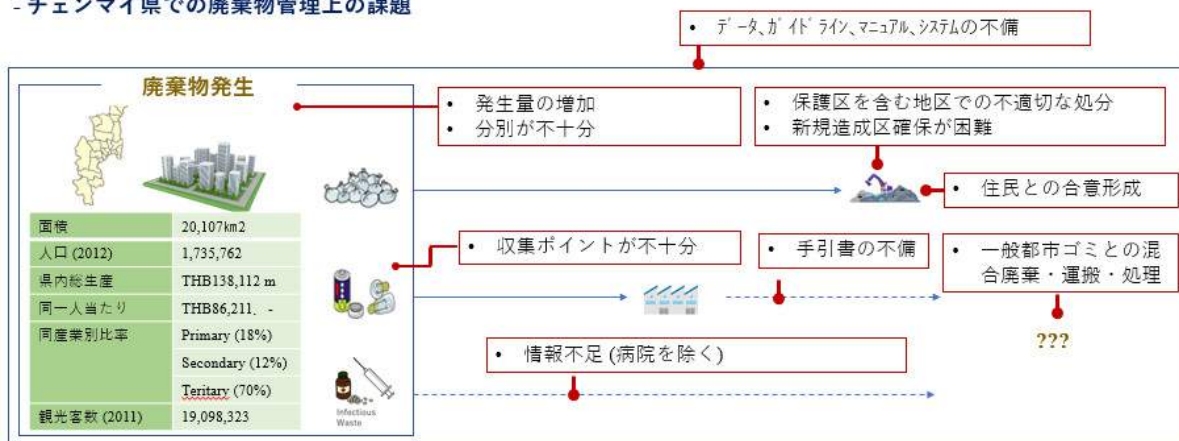 - チェンマイ県での廃棄物管理上の課題
• データ、ガイドライン、マニュアル、システムの不備
廃棄物発生
• 発生量の増加
• 分別が不十分
• 保護区を含む地区での不適切な処分
• 新規造成区確保が困難
• 住民との合意形成
面積 20,107km2
人口 (2012) 1,735,762
県内総生産 THB138,112 m
同一人当たり THB86,211. -
同産業別比率 Primary (18%)
Secondary (12%)
Teritary (70%)
観光客数 (2011) 19,098,323
• 収集ポイントが不十分
• 手引書の不備
• 一般都市ゴミとの混
合廃棄・運搬・処理
???
• 情報不足 (病院を除く)
Infectious
Waste